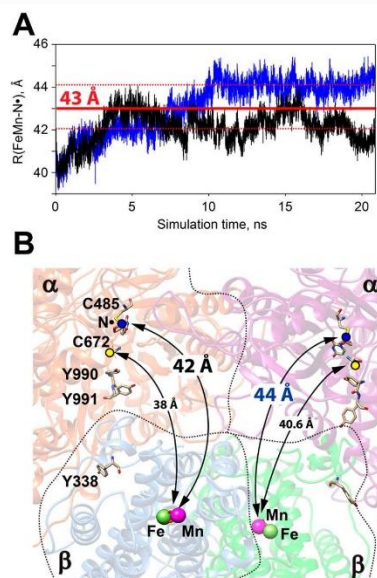 A
R(FeMn-N•), Å
46
44
43 Å
42
40
0 5 10 15 20
Simulation time, ns
B
α α
C485
N•
C672
Y990
Y991
42 Å
38 Å
44 Å
40.6 Å
Y338
Fe Mn
Mn
Fe
β β